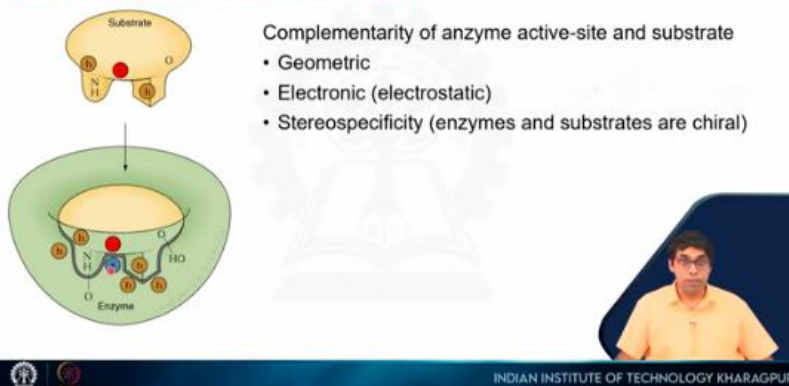 Complementarity of anzyme active-site and substrate
• Geometric
• Electronic (electrostatic)
• Stereospecificity (enzymes and substrates are chiral)
Substrate
h
O
N
H
h
h
h
O
N
H
h
HO
h
h
O
Enzyme
INDIAN INSTITUTE OF TECHNOLOGY KHARAGPUR